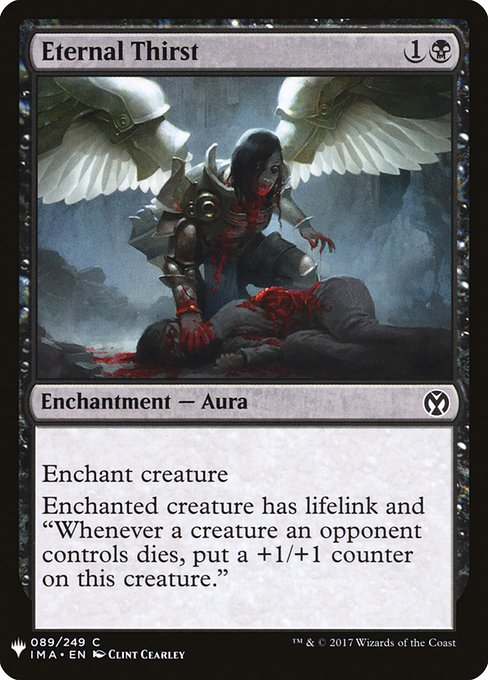 Eternal Thirst 1
Enchantment — Aura
Enchant creature
Enchanted creature has lifelink and
“Whenever a creature an opponent
controls dies, put a +1/+1 counter
on this creature.”
089/249 C
IMA • EN Clint Cearley
™ & © 2017 Wizards of the Coast